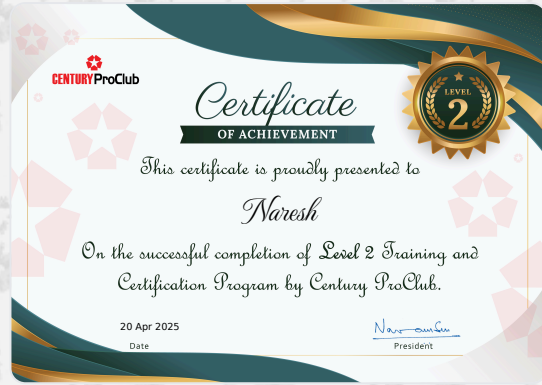 CENTURY ProClub
Certificate
OF ACHIEVEMENT
LEVEL
2
This certificate is proudly presented to
Naresh
On the successful completion of Level 2 Training and
Certification Program by Century ProClub.
20 Apr 2025
Date
President